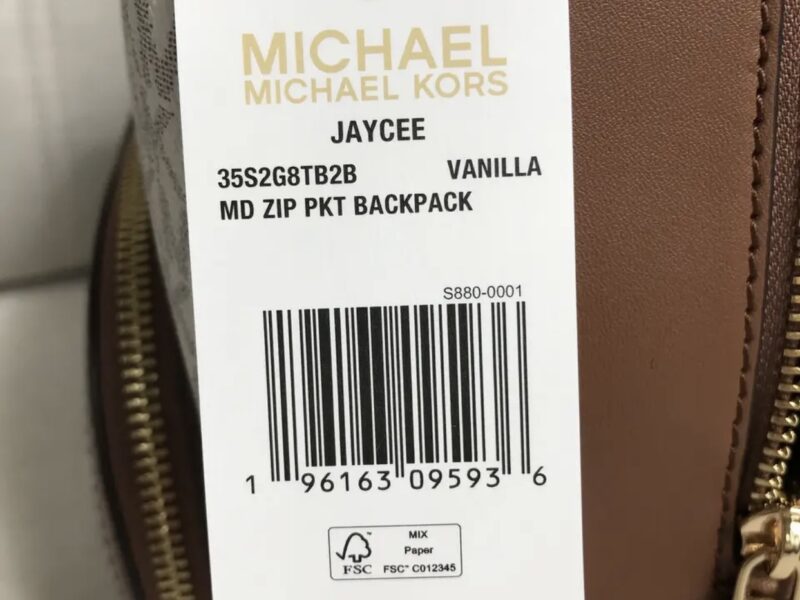 MICHAEL
MICHAEL KORS
JAYCEE
35S2G8TB2B VANILLA
MD ZIP PKT BACKPACK
S880-0001
1 96163 09593 6
FSC™
MIX
Paper
FSC™ C012345